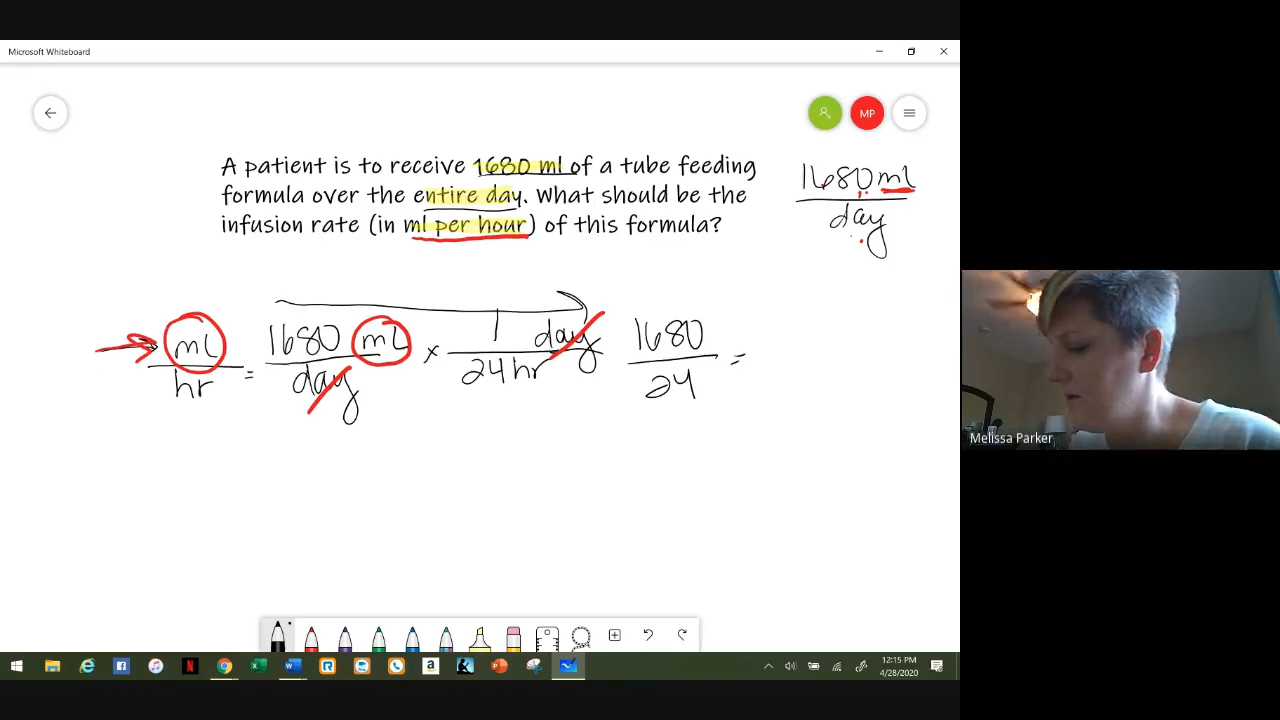 Microsoft Whiteboard
MP
A patient is to receive 1680 ml of a tube feeding
formula over the entire day. What should be the
infusion rate (in ml per hour) of this formula?
1680 ml
day
ml
hr
=
1680 mL
day
×
1 day
24 hr
1680
24
=
Melissa Parker
12:15 PM
4/28/2020